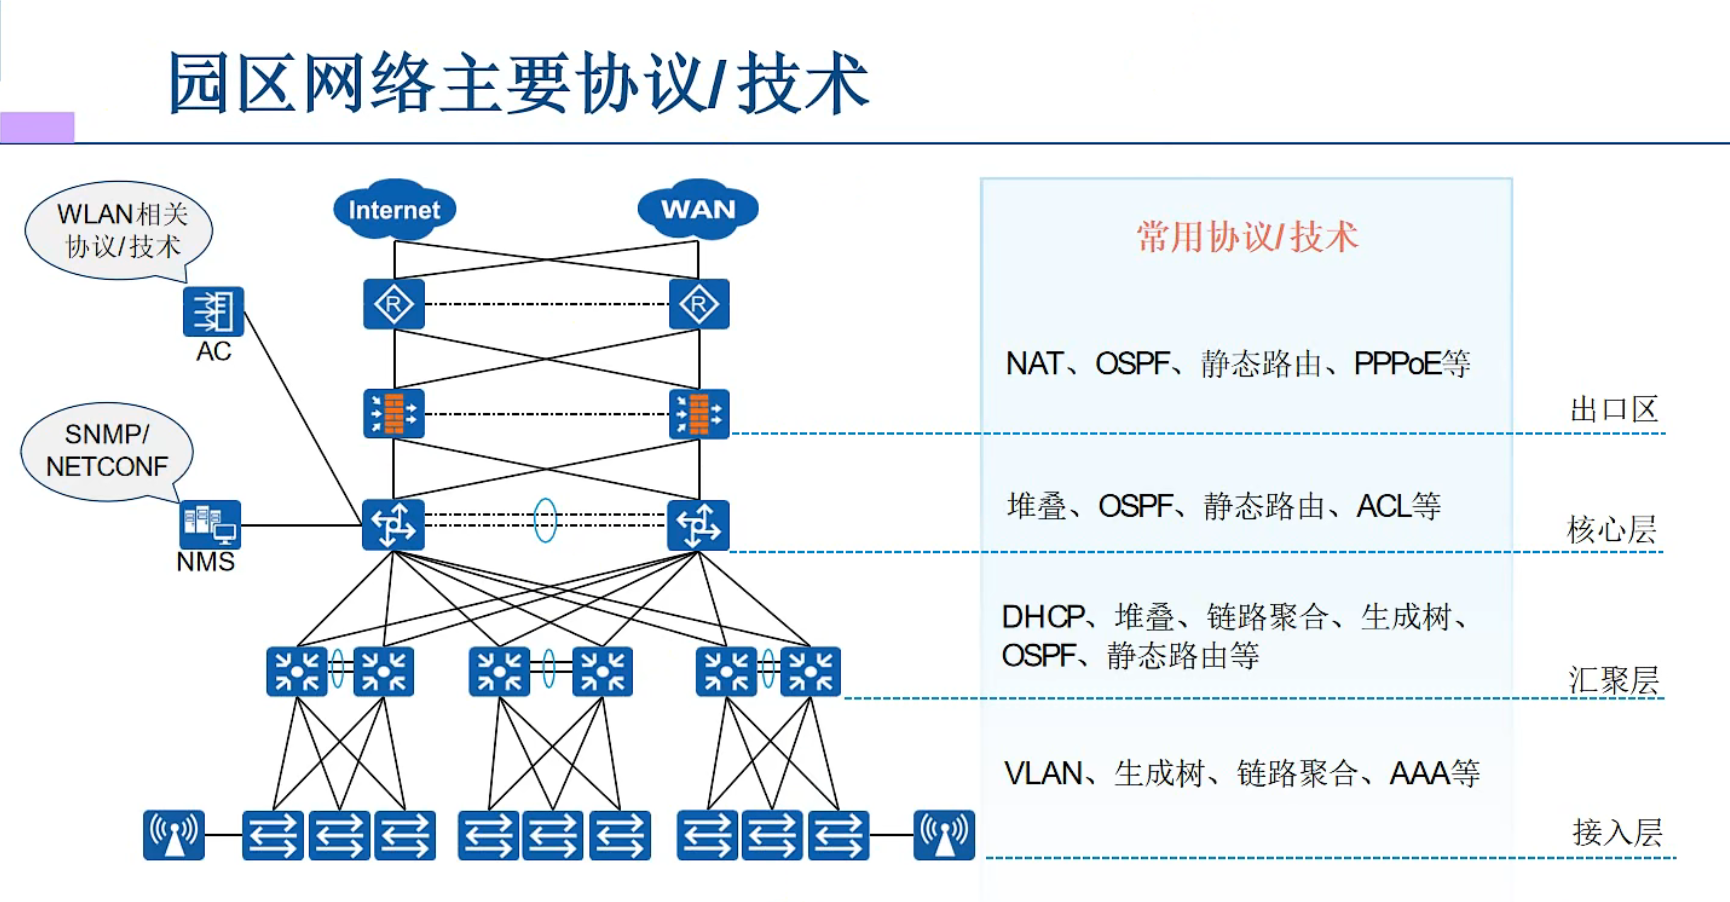 园区网络主要协议/技术
WLAN相关
协议/技术
AC
SNMP/
NETCONF
NMS
Internet
WAN
R
R
常用协议/技术
NAT、OSPF、静态路由、PPPoE等
出口区
堆叠、OSPF、静态路由、ACL等
核心层
DHCP、堆叠、链路聚合、生成树、
OSPF、静态路由等
汇聚层
VLAN、生成树、链路聚合、AAA等
接入层